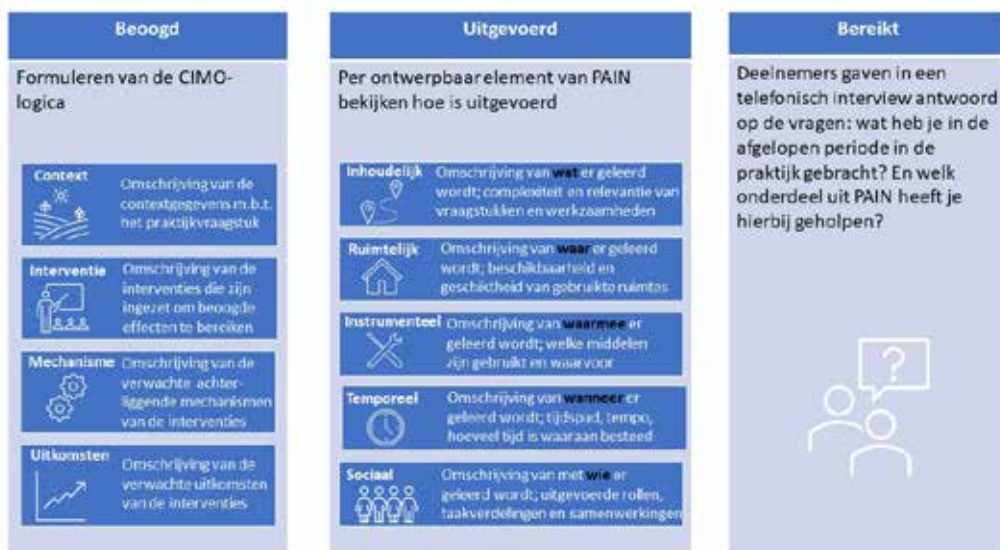 Beoogd
Formuleren van de CIMO-
logica
Context
Omschrijving van de
contextgegevens m.b.t.
het praktijkvraagstuk
Interventie
Omschrijving van de
interventies die zijn
ingezet om beoogde
effecten te bereiken
Mechanisme
Omschrijving van de
verwachte achter-
liggende mechanismen
van de interventies
Uitkomsten
Omschrijving van de
verwachte uitkomsten
van de interventies
Uitgevoerd
Per ontwerpbaar element van PAIN
bekijken hoe is uitgevoerd
Inhoudelijk
Omschrijving van wat er geleerd
wordt; complexiteit en relevantie van
vraagstukken en werkzaamheden
Ruimtelijk
Omschrijving van waar er geleerd
wordt; beschikbaarheid en
geschiktheid van gebruikte ruimtes
Instrumenteel
Omschrijving van waarmee er
geleerd wordt; welke middelen
zijn gebruikt en waarvoor
Temporeel
Omschrijving van wanneer er
geleerd wordt; tijdspad, tempo,
hoeveel tijd is waaraan besteed
Sociaal
Omschrijving van met wie er
geleerd wordt; uitgevoerde rollen,
taakverdelingen en samenwerkingen
Bereikt
Deelnemers gaven in een
telefonisch interview antwoord
op de vragen: wat heb je in de
afgelopen periode in de
praktijk gebracht? En welk
onderdeel uit PAIN heeft je
hierbij geholpen?
?